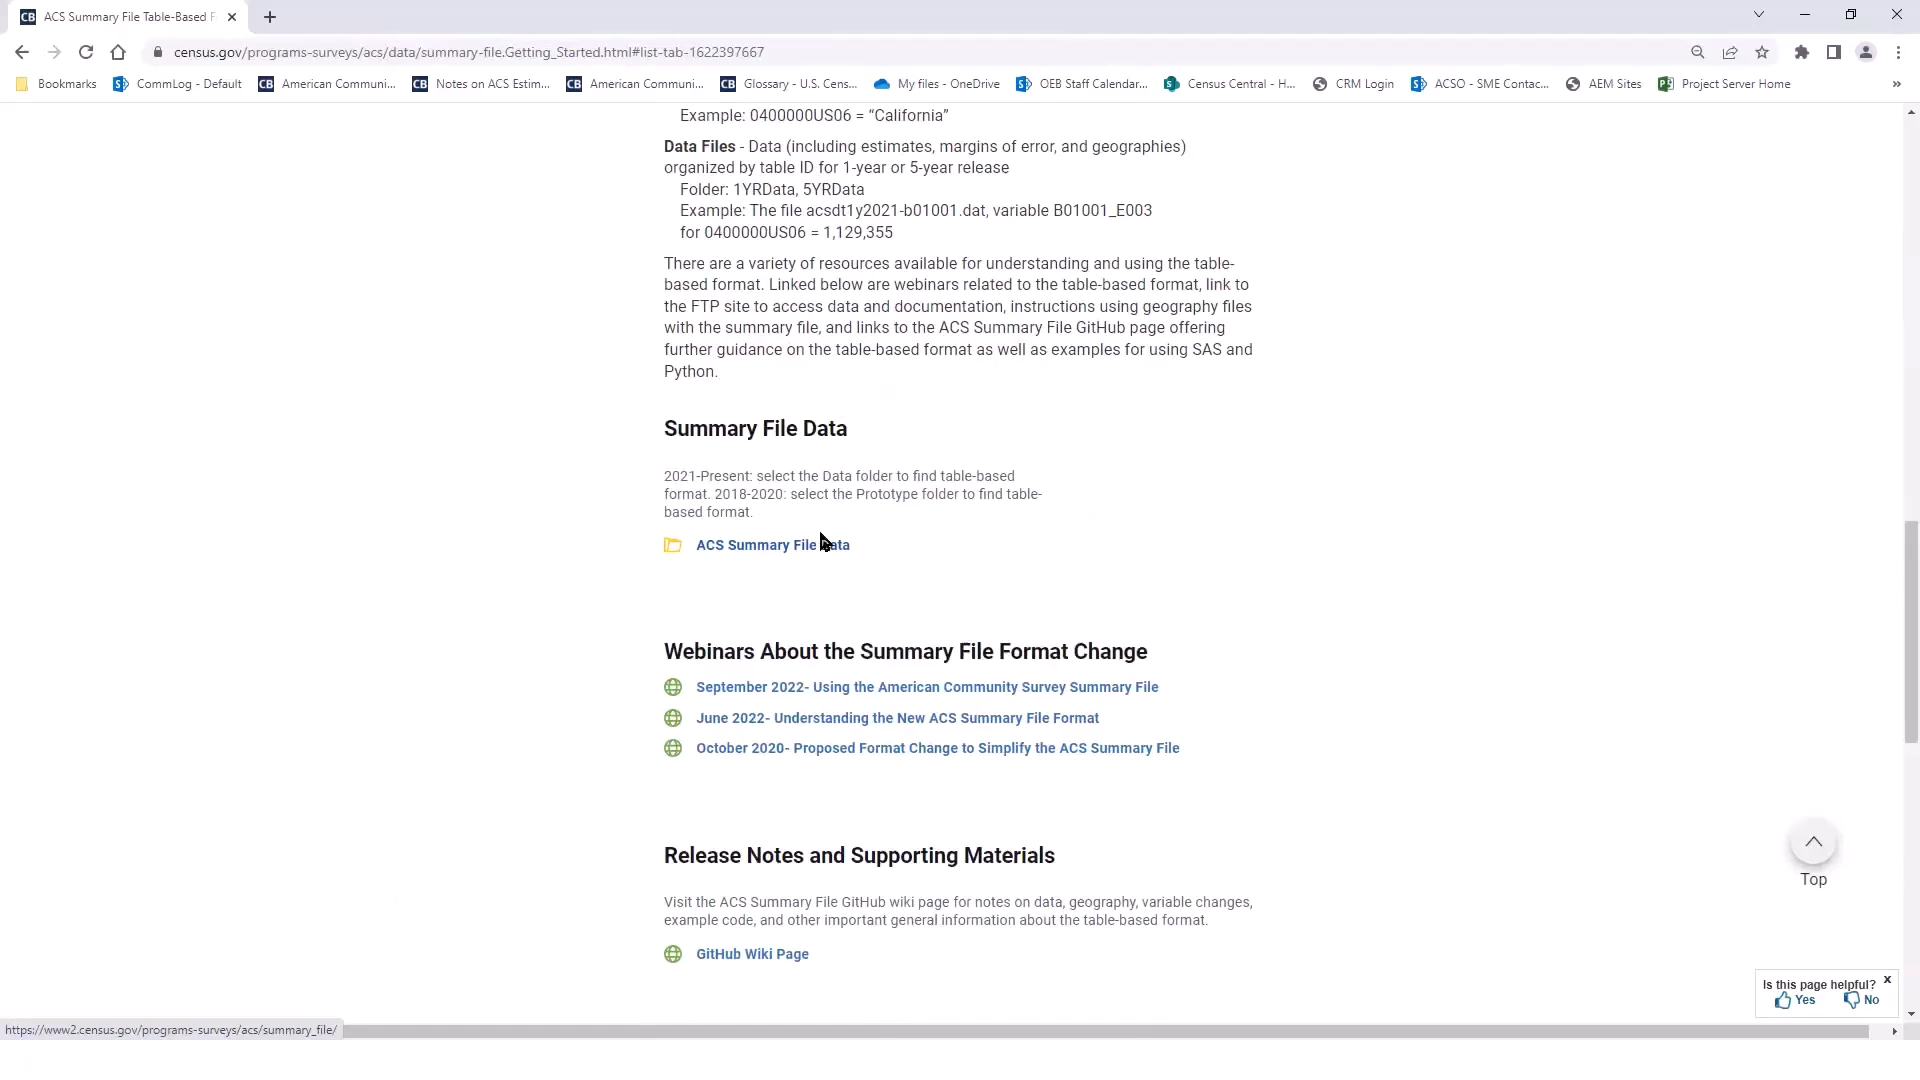 ACS Summary File Table-Based F
census.gov/programs-surveys/acs/data/summary-file.Getting_Started.html#list-tab-1622397667
Bookmarks CommLog - Default American Communi... Notes on ACS Estim... American Communi... Glossary - U.S. Cens... My files - OneDrive OEB Staff Calendar... Census Central - H... CRM Login ACSO - SME Contac... AEM Sites Project Server Home »
Example: 0400000US06 = “California”
Data Files - Data (including estimates, margins of error, and geographies)
organized by table ID for 1-year or 5-year release
Folder: 1YRData, 5YRData
Example: The file acsdt1y2021-b01001.dat, variable B01001_E003
for 0400000US06 = 1,129,355
There are a variety of resources available for understanding and using the table-
based format. Linked below are webinars related to the table-based format, link to
the FTP site to access data and documentation, instructions using geography files
with the summary file, and links to the ACS Summary File GitHub page offering
further guidance on the table-based format as well as examples for using SAS and
Python.
Summary File Data
2021-Present: select the Data folder to find table-based
format. 2018-2020: select the Prototype folder to find table-
based format.
ACS Summary File Data
Webinars About the Summary File Format Change
September 2022- Using the American Community Survey Summary File
June 2022- Understanding the New ACS Summary File Format
October 2020- Proposed Format Change to Simplify the ACS Summary File
Release Notes and Supporting Materials
Top
Visit the ACS Summary File GitHub wiki page for notes on data, geography, variable changes,
example code, and other important general information about the table-based format.
GitHub Wiki Page
Is this page helpful? x
Yes No
https://www2.census.gov/programs-surveys/acs/summary_file/